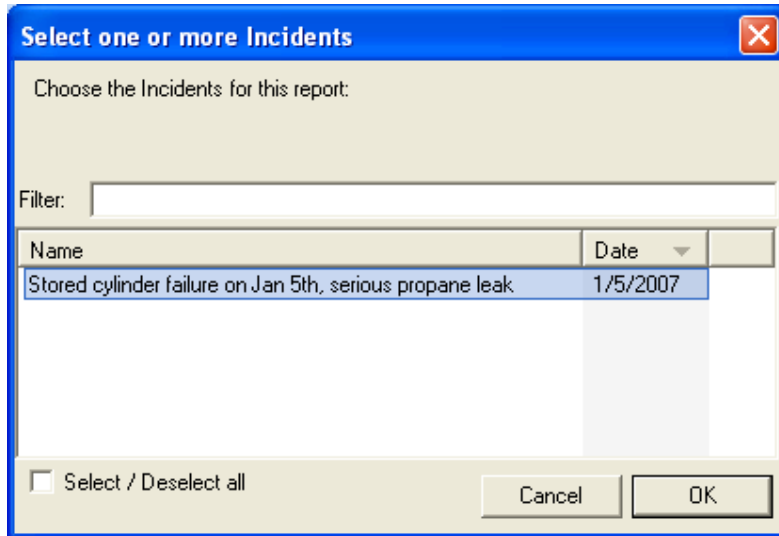 Select one or more Incidents
Choose the Incidents for this report:
Filter:
Name Date
Stored cylinder failure on Jan 5th, serious propane leak 1/5/2007
Select / Deselect all
Cancel OK